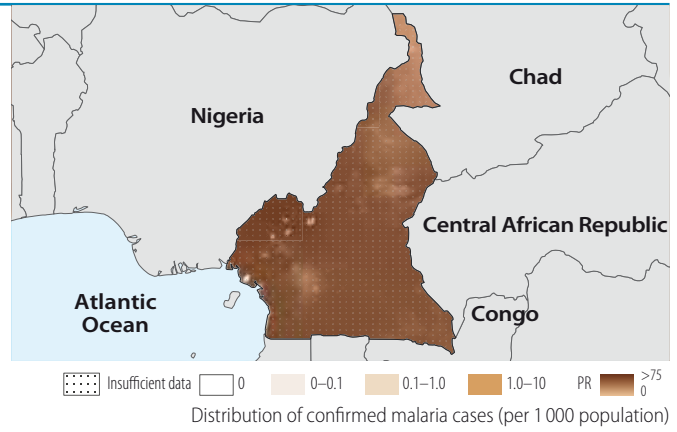 Chad
Nigeria
Central African Republic
Atlantic
Ocean
Congo
Insufficient data 0 0–0.1 0.1–1.0 1.0–10 PR >75
0
Distribution of confirmed malaria cases (per 1 000 population)